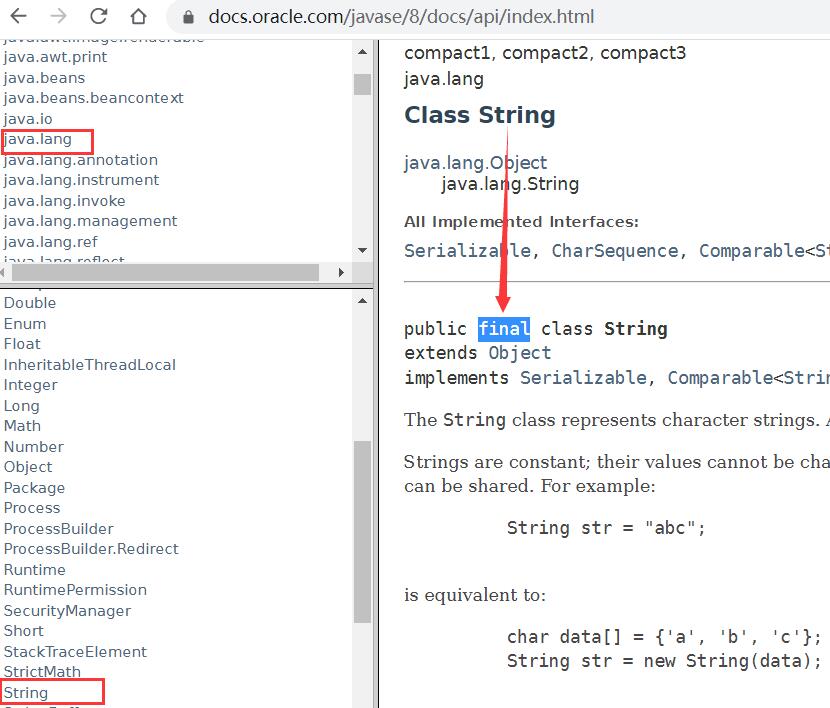 docs.oracle.com/javase/8/docs/api/index.html
java.awt.print
java.beans
java.beans.beancontext
java.io
java.lang
java.lang.annotation
java.lang.instrument
java.lang.invoke
java.lang.management
java.lang.ref
java.lang.reflect
Double
Enum
Float
InheritableThreadLocal
Integer
Long
Math
Number
Object
Package
Process
ProcessBuilder
ProcessBuilder.Redirect
Runtime
RuntimePermission
SecurityManager
Short
StackTraceElement
StrictMath
String
compact1, compact2, compact3
java.lang
Class String
java.lang.Object
java.lang.String
All Implemented Interfaces:
Serializable, CharSequence, Comparable<St
public final class String
extends Object
implements Serializable, Comparable<Strin
The String class represents character strings. A
Strings are constant; their values cannot be cha
can be shared. For example:
String str = "abc";
is equivalent to:
char data[] = {'a', 'b', 'c'};
String str = new String(data);